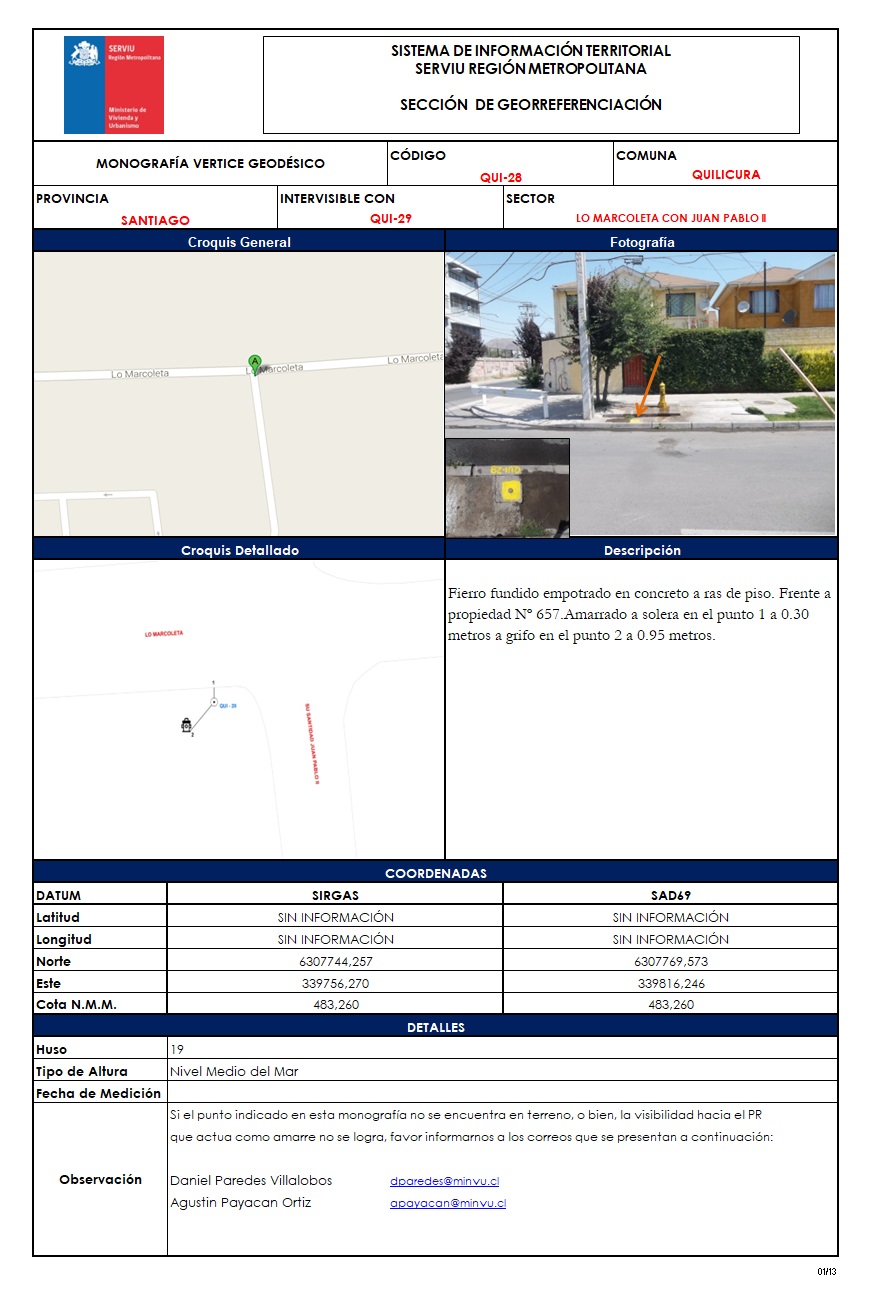 SERVIU
Región Metropolitana
Ministerio de
Vivienda y
Urbanismo
SISTEMA DE INFORMACIÓN TERRITORIAL
SERVIU REGIÓN METROPOLITANA
SECCIÓN DE GEORREFERENCIACIÓN
MONOGRAFÍA VERTICE GEODÉSICO
CÓDIGO
QUI-28
COMUNA
QUILICURA
PROVINCIA
SANTIAGO
INTERVISIBLE CON
QUI-29
SECTOR
LO MARCOLETA CON JUAN PABLO II
Croquis General
Fotografía
A
Lo Marcoleta
Lo Marcoleta
Lo Marcoleta
Croquis Detallado
Descripción
LO MARCOLETA
1
2
SU SANTIDAD JUAN PABLO II
Fierro fundido empotrado en concreto a ras de piso. Frente a
propiedad N° 657.Amarrado a solera en el punto 1 a 0.30
metros a grifo en el punto 2 a 0.95 metros.
COORDENADAS
DATUM SIRGAS SAD69
Latitud SIN INFORMACIÓN SIN INFORMACIÓN
Longitud SIN INFORMACIÓN SIN INFORMACIÓN
Norte 6307744,257 6307769,573
Este 339756,270 339816,246
Cota N.M.M. 483,260 483,260
DETALLES
Huso 19
Tipo de Altura Nivel Medio del Mar
Fecha de Medición
Observación
Si el punto indicado en esta monografía no se encuentra en terreno, o bien, la visibilidad hacia el PR
que actua como amarre no se logra, favor informarnos a los correos que se presentan a continuación:
Daniel Paredes Villalobos dparedes@minvu.cl
Agustin Payacan Ortiz apayacan@minvu.cl
01/13